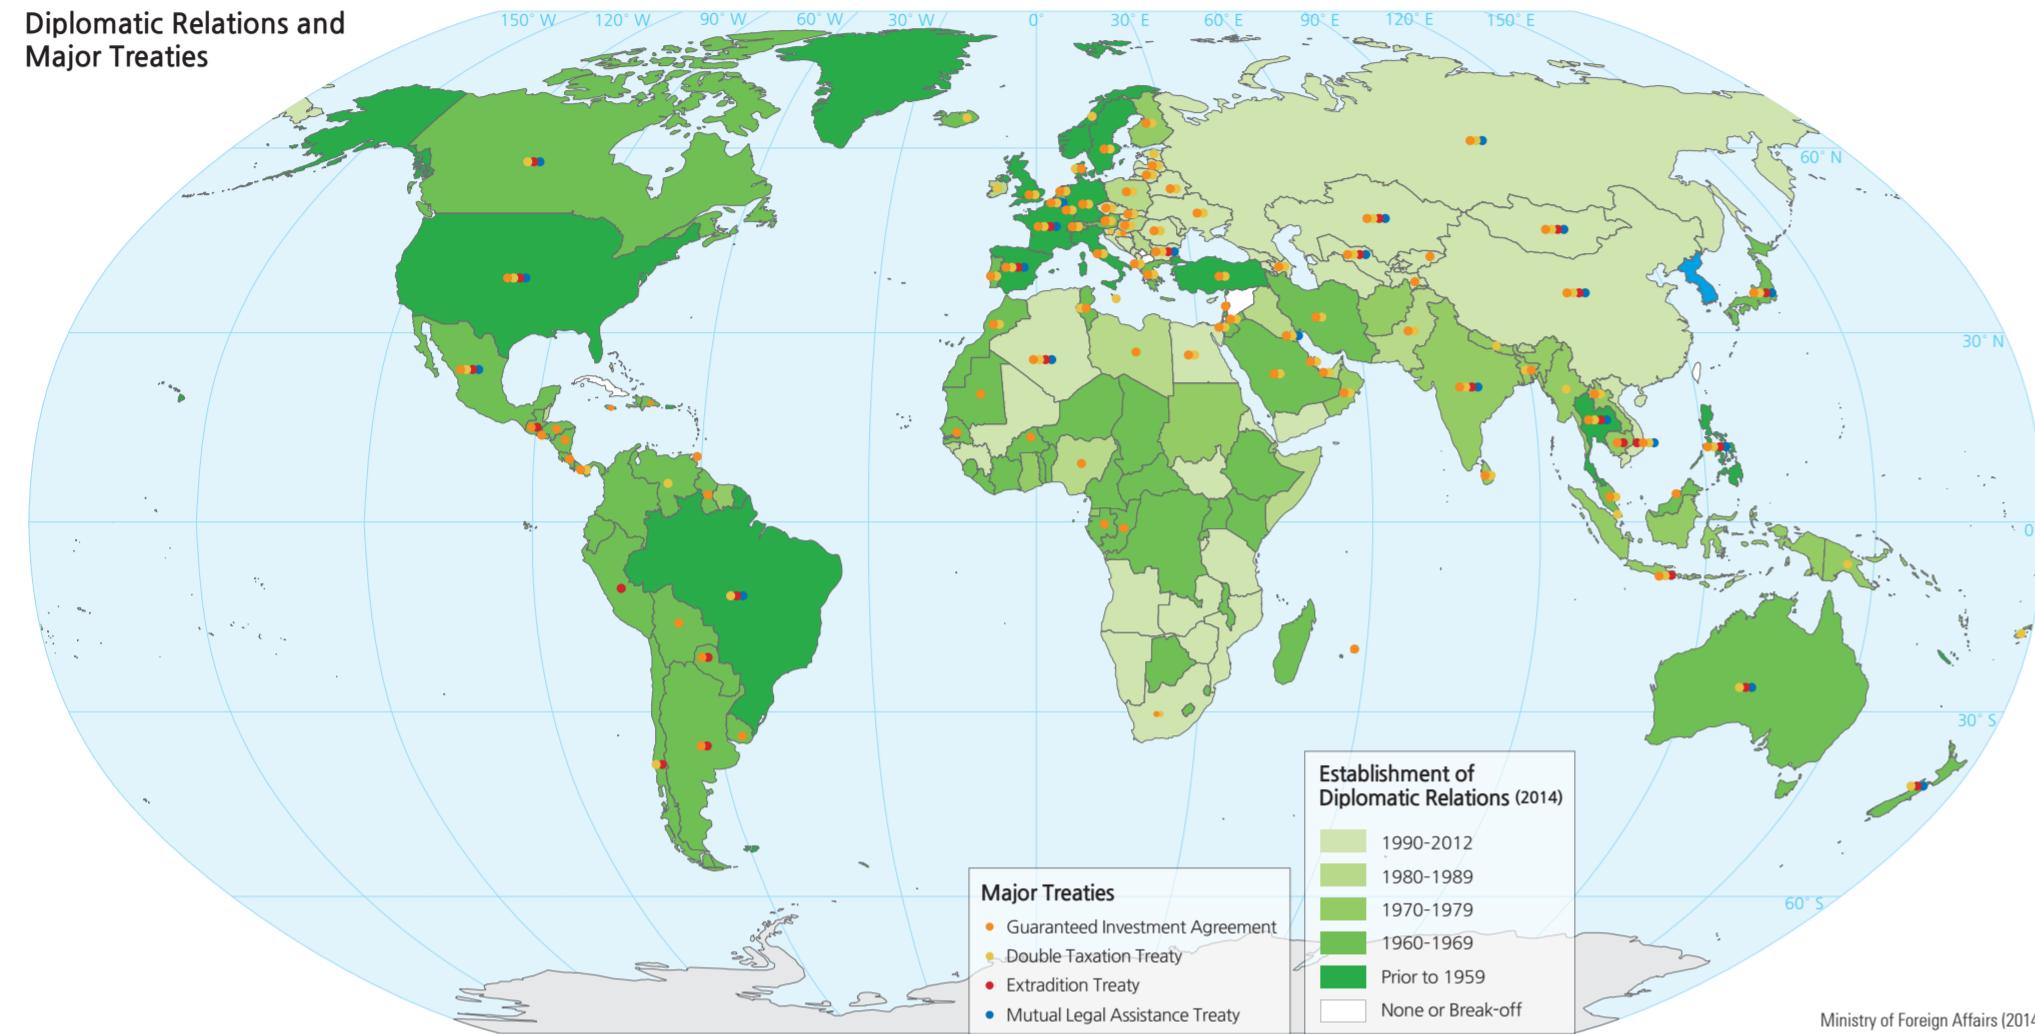 Diplomatic Relations and
Major Treaties
150° W 120° W 90° W 60° W 30° W 0° 30° E 60° E 90° E 120° E 150° E
60° N
30° N
0
30° S
60° S
Major Treaties
Guaranteed Investment Agreement
Double Taxation Treaty
Extradition Treaty
Mutual Legal Assistance Treaty
Establishment of
Diplomatic Relations (2014)
1990-2012
1980-1989
1970-1979
1960-1969
Prior to 1959
None or Break-off
Ministry of Foreign Affairs (2014